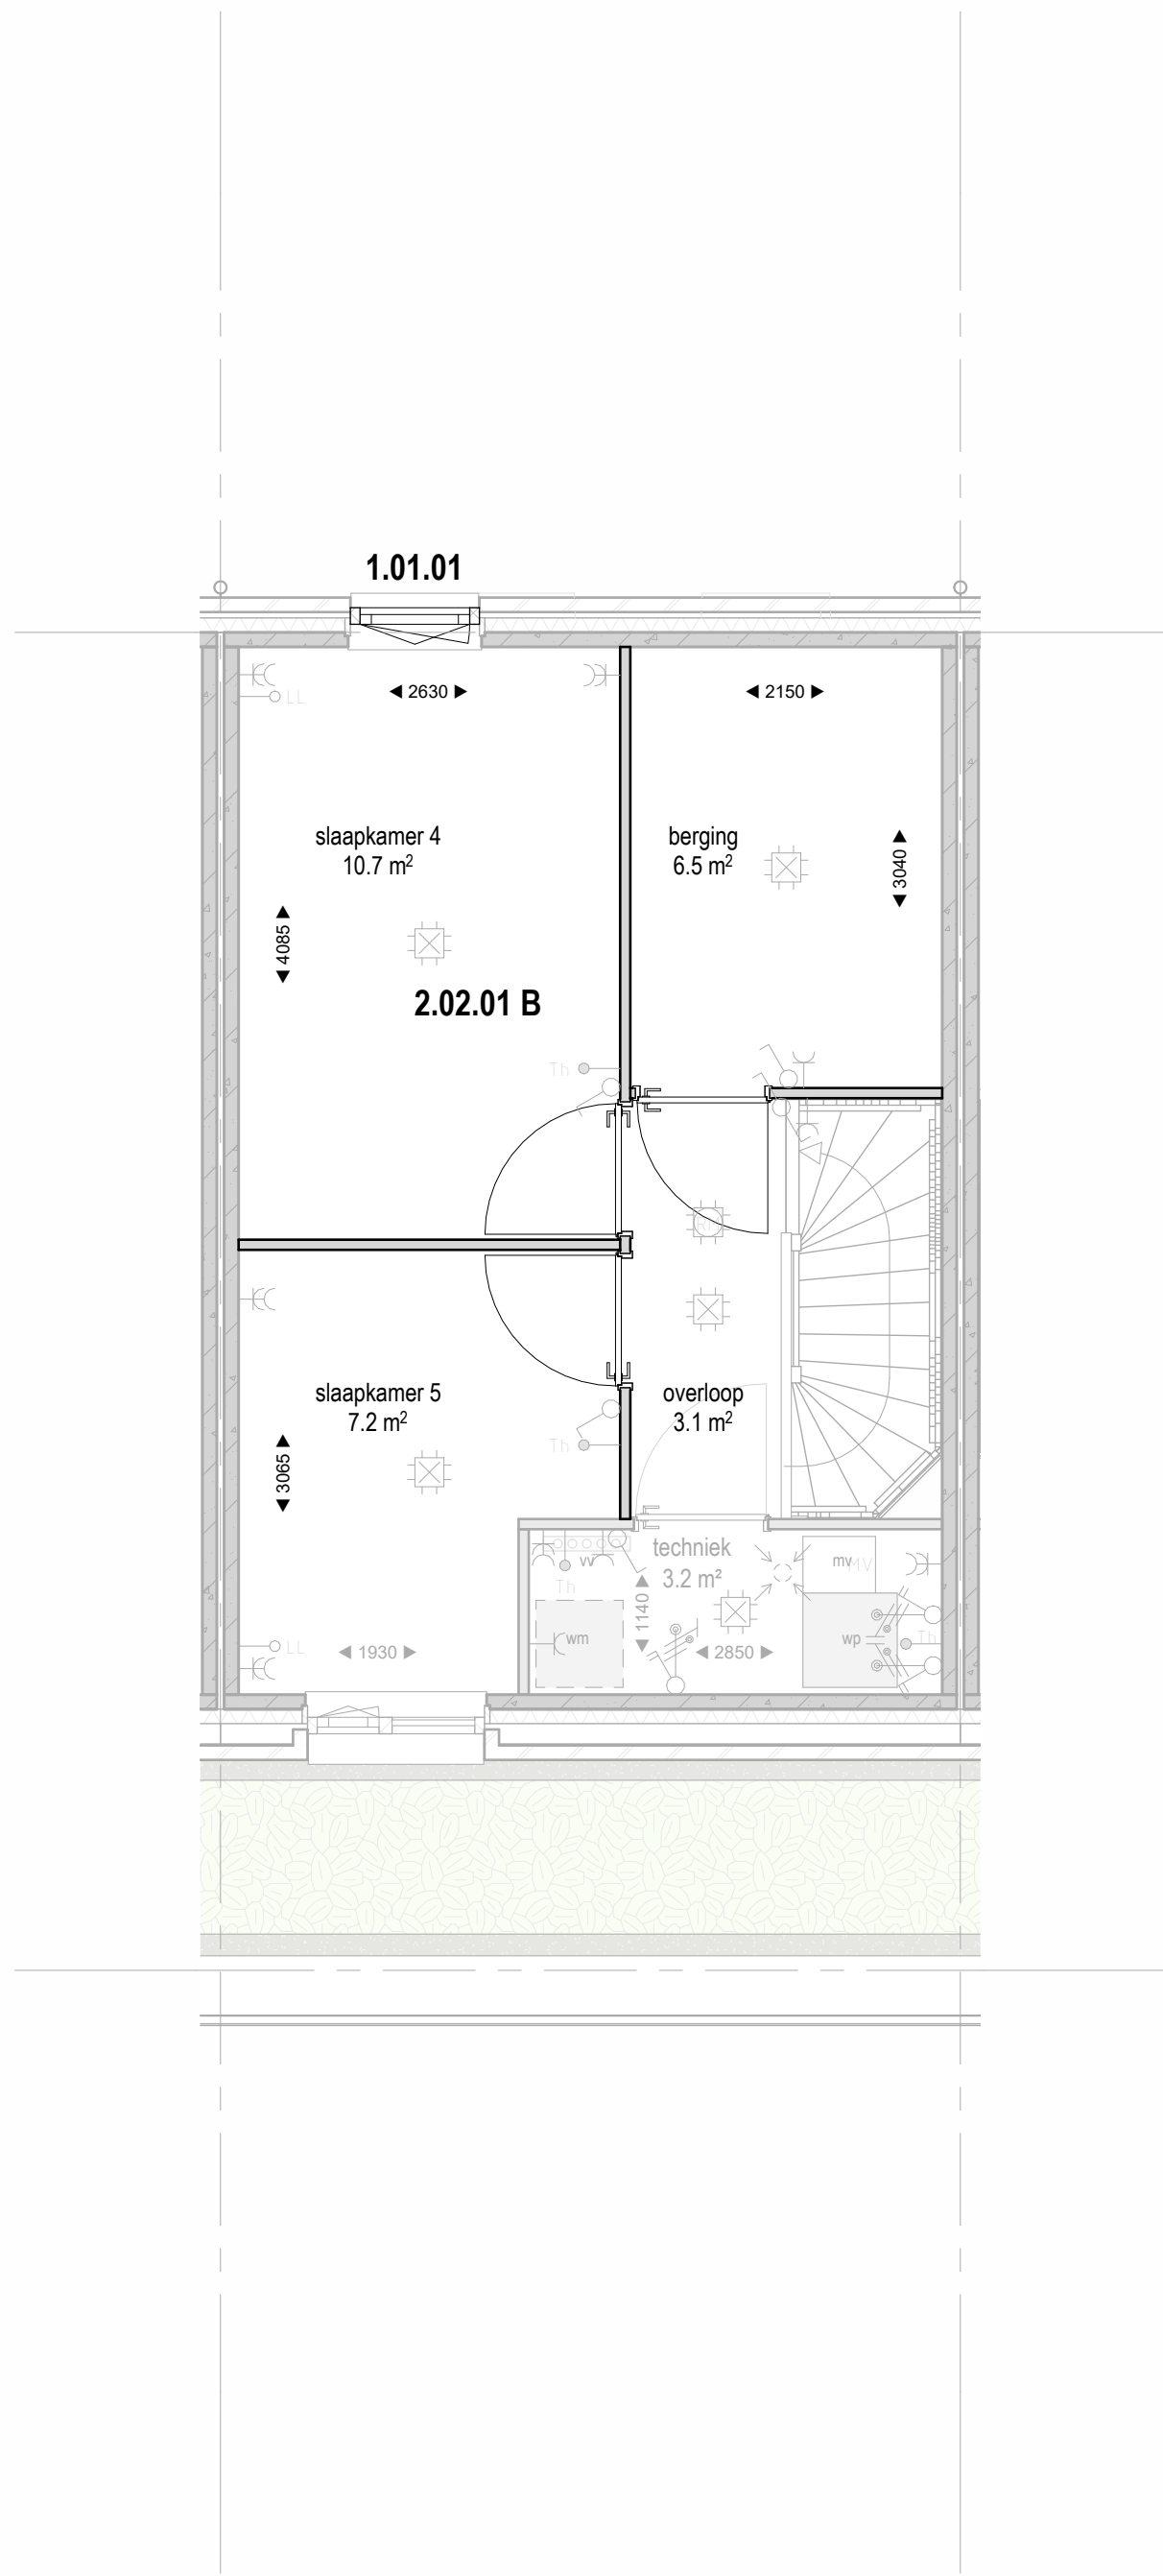 1.01.01
LL
2630
2150
slaapkamer 4
10.7 m²
berging
6.5 m²
3040
4085
2.02.01 B
Th
slaapkamer 5
7.2 m²
overloop
3.1 m²
3065
Th
techniek
3.2 m²
vv
mv
MV
Th
1140
wm
wp
Th
LL
1930
2850